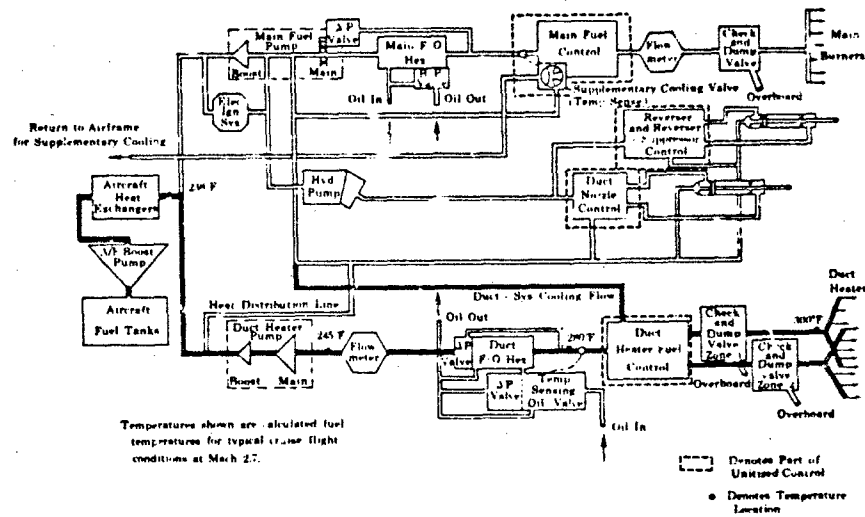 Main Fuel
Pump
Δ P
Valve
Boost
Main
Main F/O
Hex
Oil In
Oil Out
Main Fuel
Control
Flow
meter
Check
and
Dump
Valve
Main
Burners
Overboard
Supplementary Cooling Valve
(Temp Sense)
Elec
Ign
Sys
Return to Airframe
for Supplementary Cooling
Reverser
and Reverser
Suppressor
Control
Aircraft
Heat
Exchangers
Hyd
Pump
Duct
Nozzle
Control
A/F Boost
Pump
Aircraft
Fuel Tanks
Heat Distribution Line
Duct - Sys Cooling Flow
Duct Heater
Pump
Boost
Main
245°F
Flow
meter
Oil Out
Δ P
Valve
Duct
F/O Hex
280°F
Δ P
Valve
Temp
Sensing
Oil Valve
Oil In
Duct
Heater Fuel
Control
Check
and
Dump
Valve
Zone 1
Overboard
Check
and
Dump
Valve
Zone 2
Overboard
300°F
Duct
Heater
Temperatures shown are calculated fuel
temperatures for typical cruise flight
conditions at Mach 2.7.
Denotes Part of
Unitized Control
Denotes Temperature
Location